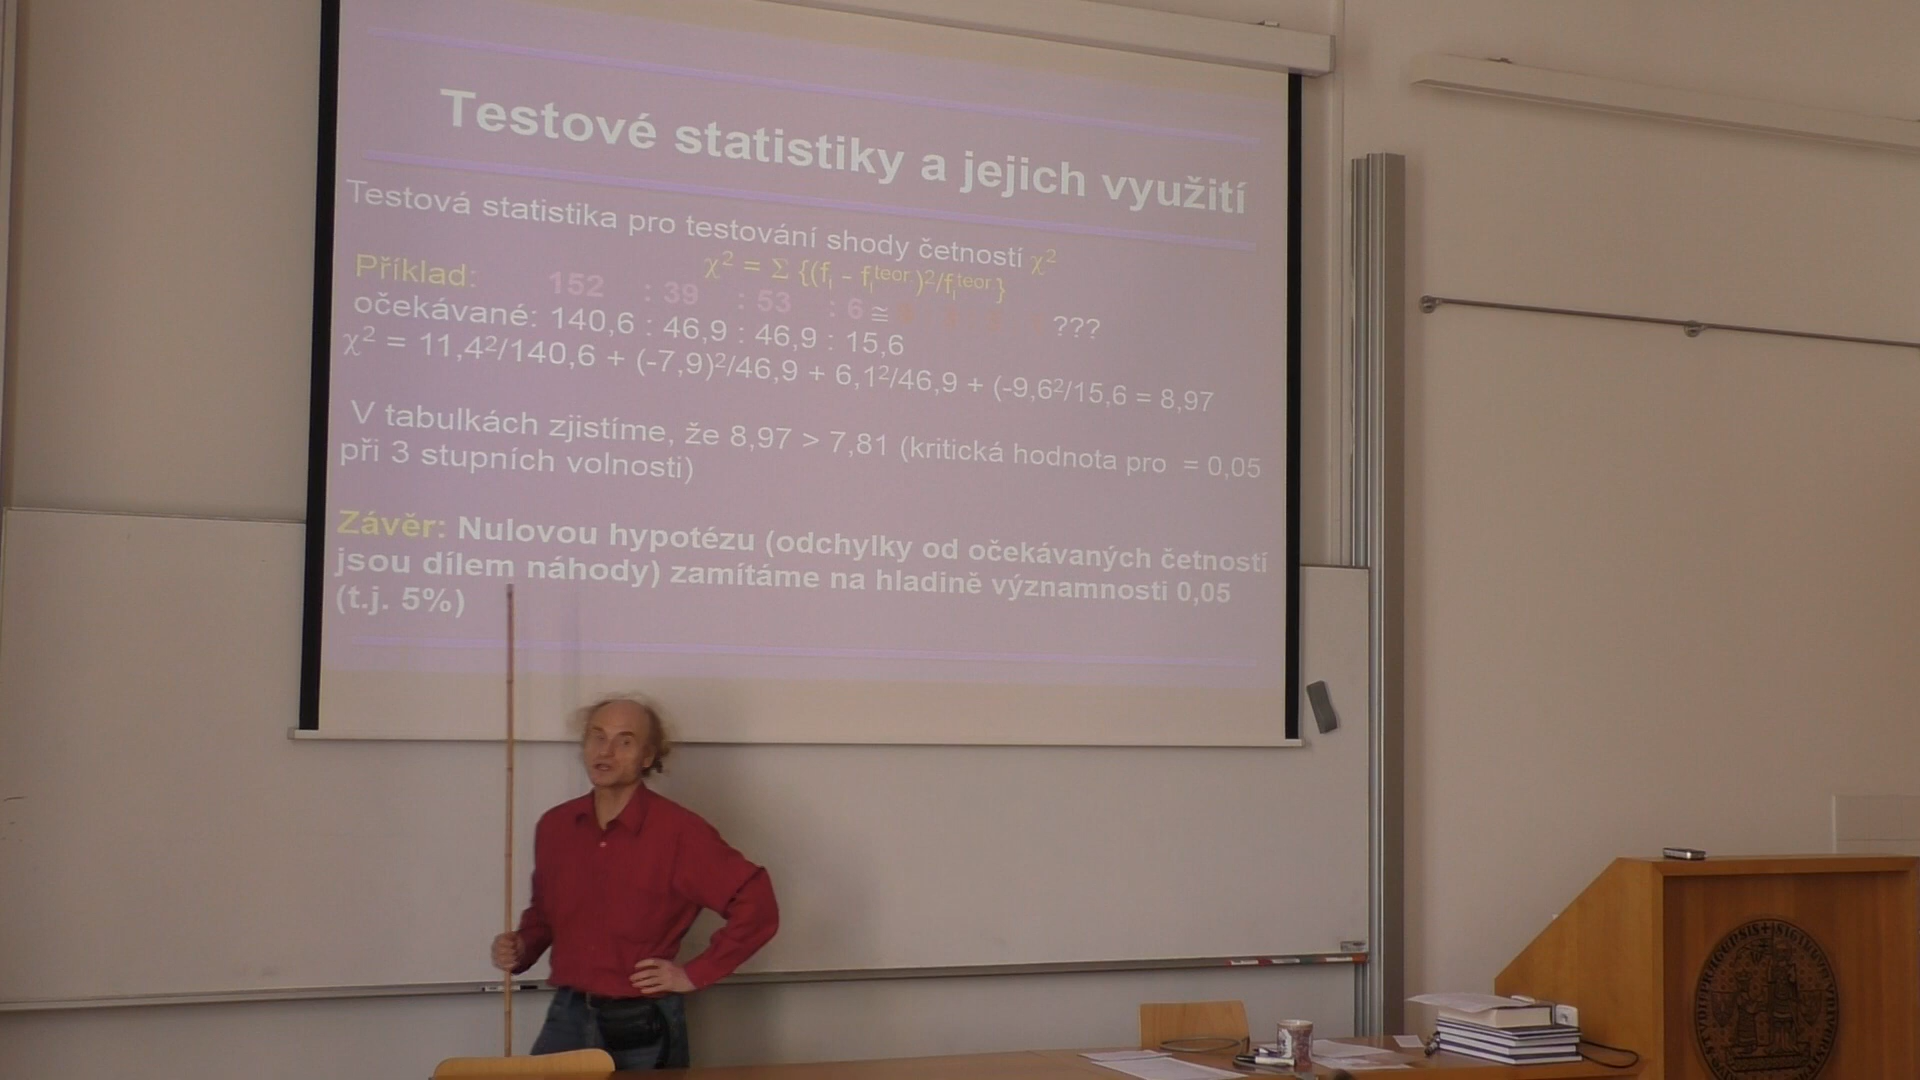 Testové statistiky a jejich využití
Testová statistika pro testování shody četností χ²
χ² = Σ {(fᵢ - fᵢteor.)²/fᵢteor.}
Příklad: 152 : 39 : 53 : 6 ≅ ???
očekávané: 140,6 : 46,9 : 46,9 : 15,6
χ² = 11,4²/140,6 + (-7,9)²/46,9 + 6,1²/46,9 + (-9,6²/15,6 = 8,97
V tabulkách zjistíme, že 8,97 > 7,81 (kritická hodnota pro = 0,05
při 3 stupních volnosti)
Závěr: Nulovou hypotézu (odchylky od očekávaných četností
jsou dílem náhody) zamítáme na hladině významnosti 0,05
(t.j. 5%)